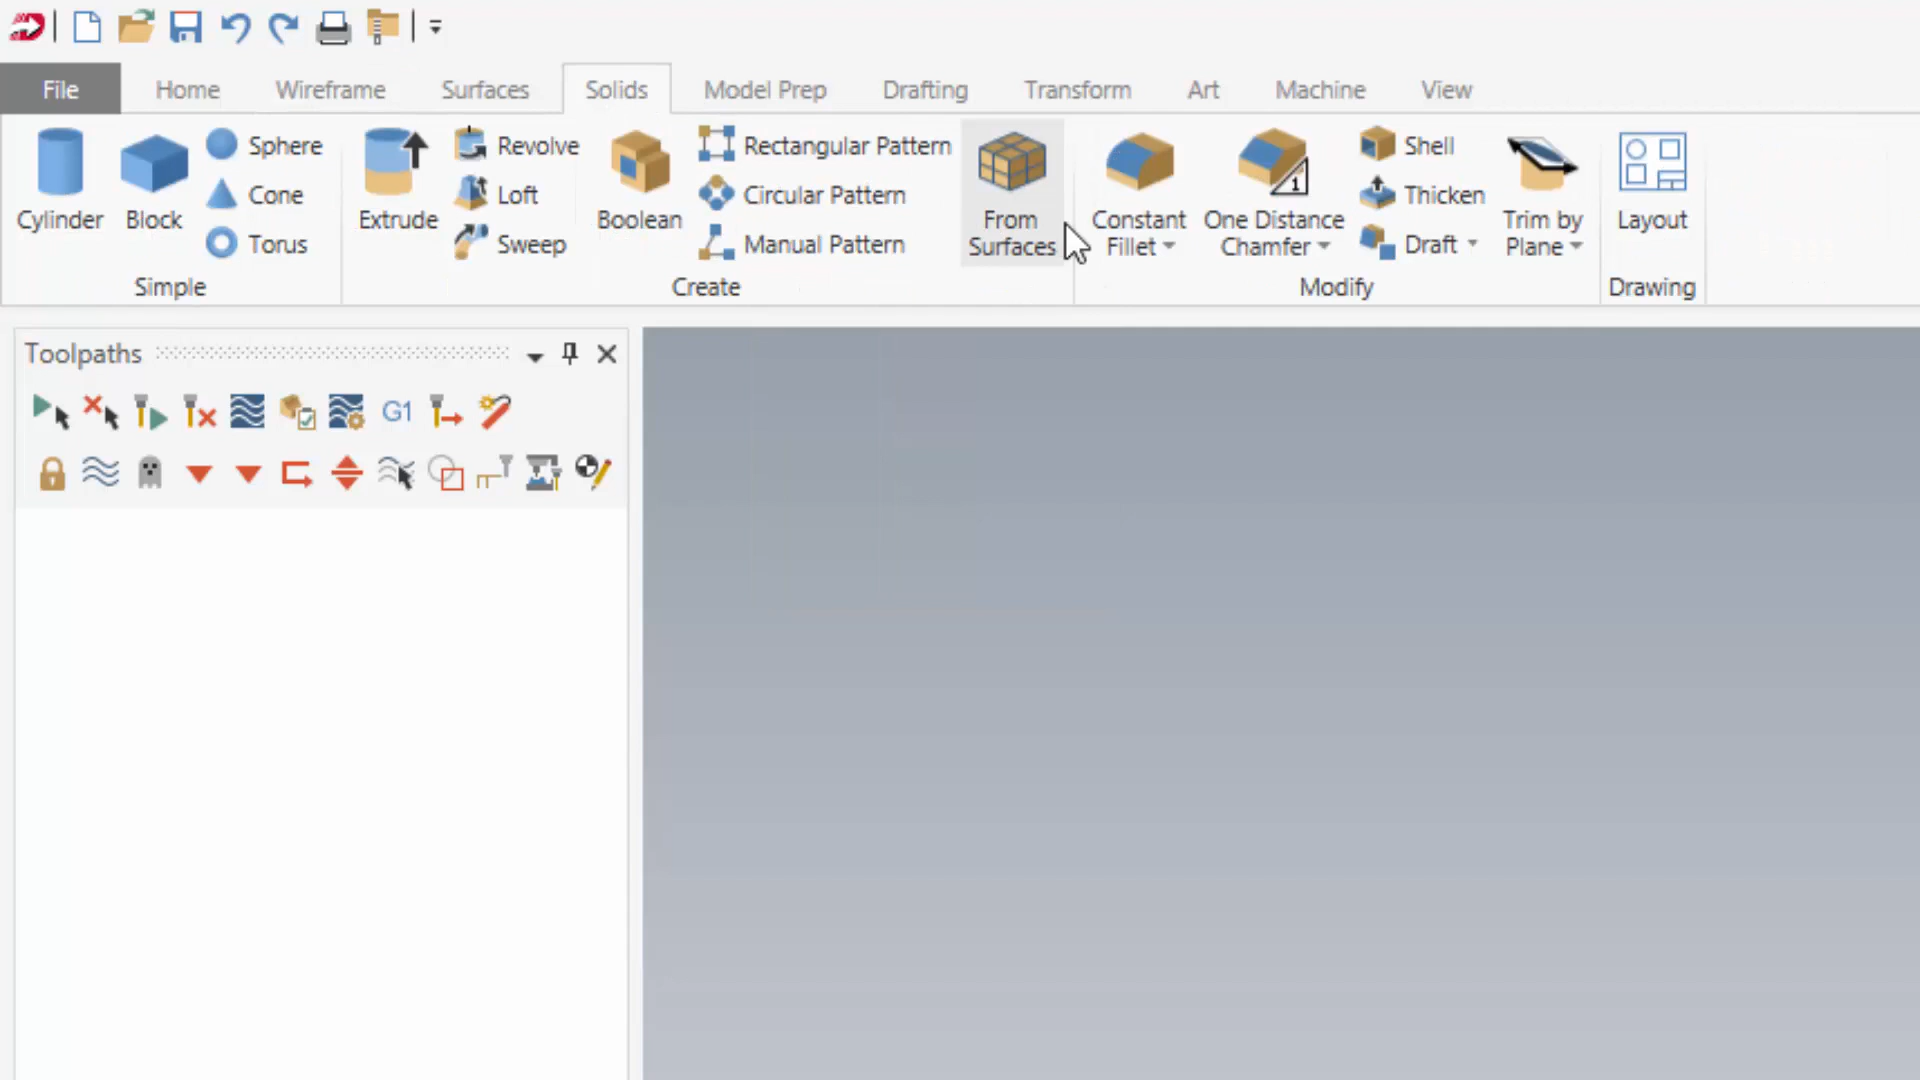 File Home Wireframe Surfaces Solids Model Prep Drafting Transform Art Machine View
Cylinder Block Sphere
Cone
Torus
Simple
Extrude Revolve
Loft
Sweep
Boolean
Rectangular Pattern
Circular Pattern
Manual Pattern
From
Surfaces
Create
Constant
Fillet
One Distance
Chamfer
1
Shell
Thicken
Draft
Trim by
Plane
Modify
Layout
Drawing
Toolpaths
G1